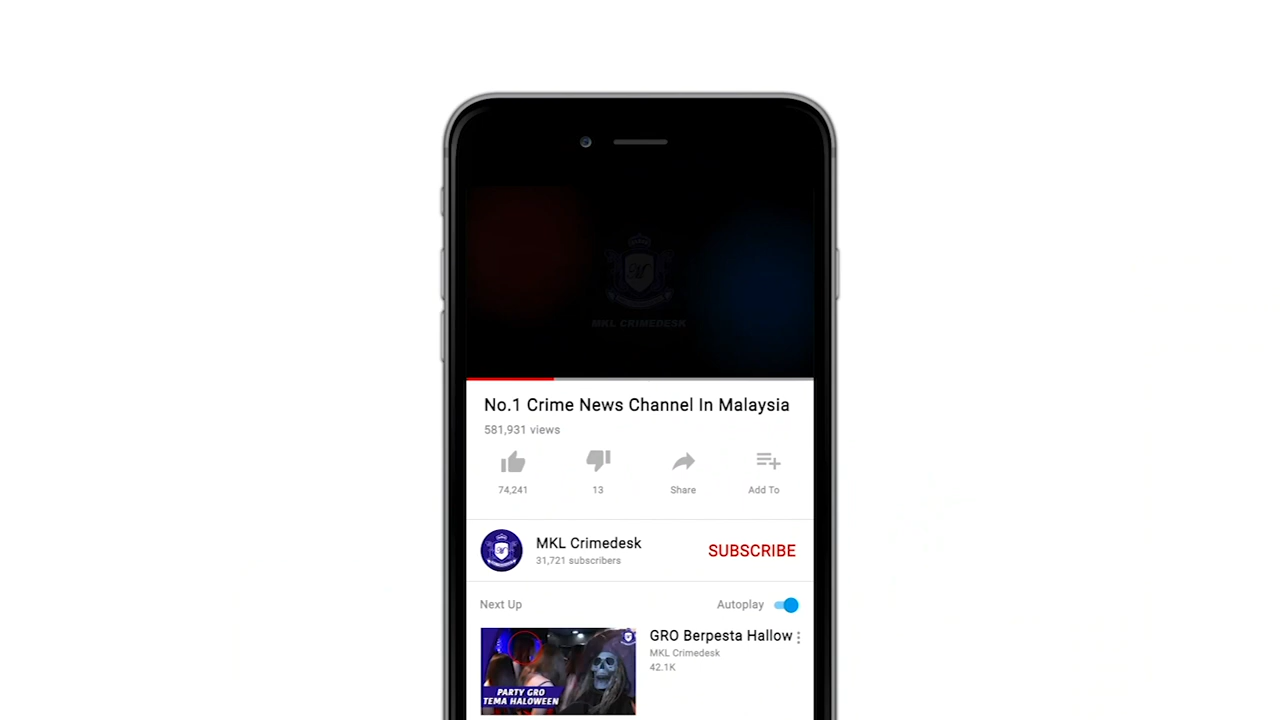 MKL CRIMEDESK
No.1 Crime News Channel In Malaysia
581,931 views
74,241
13
Share
Add To
MKL Crimedesk
31,721 subscribers
SUBSCRIBE
Next Up
Autoplay
GRO Berpesta Hallow
MKL Crimedesk
42.1K
PARTY GRO
TEMA HALOWEEN